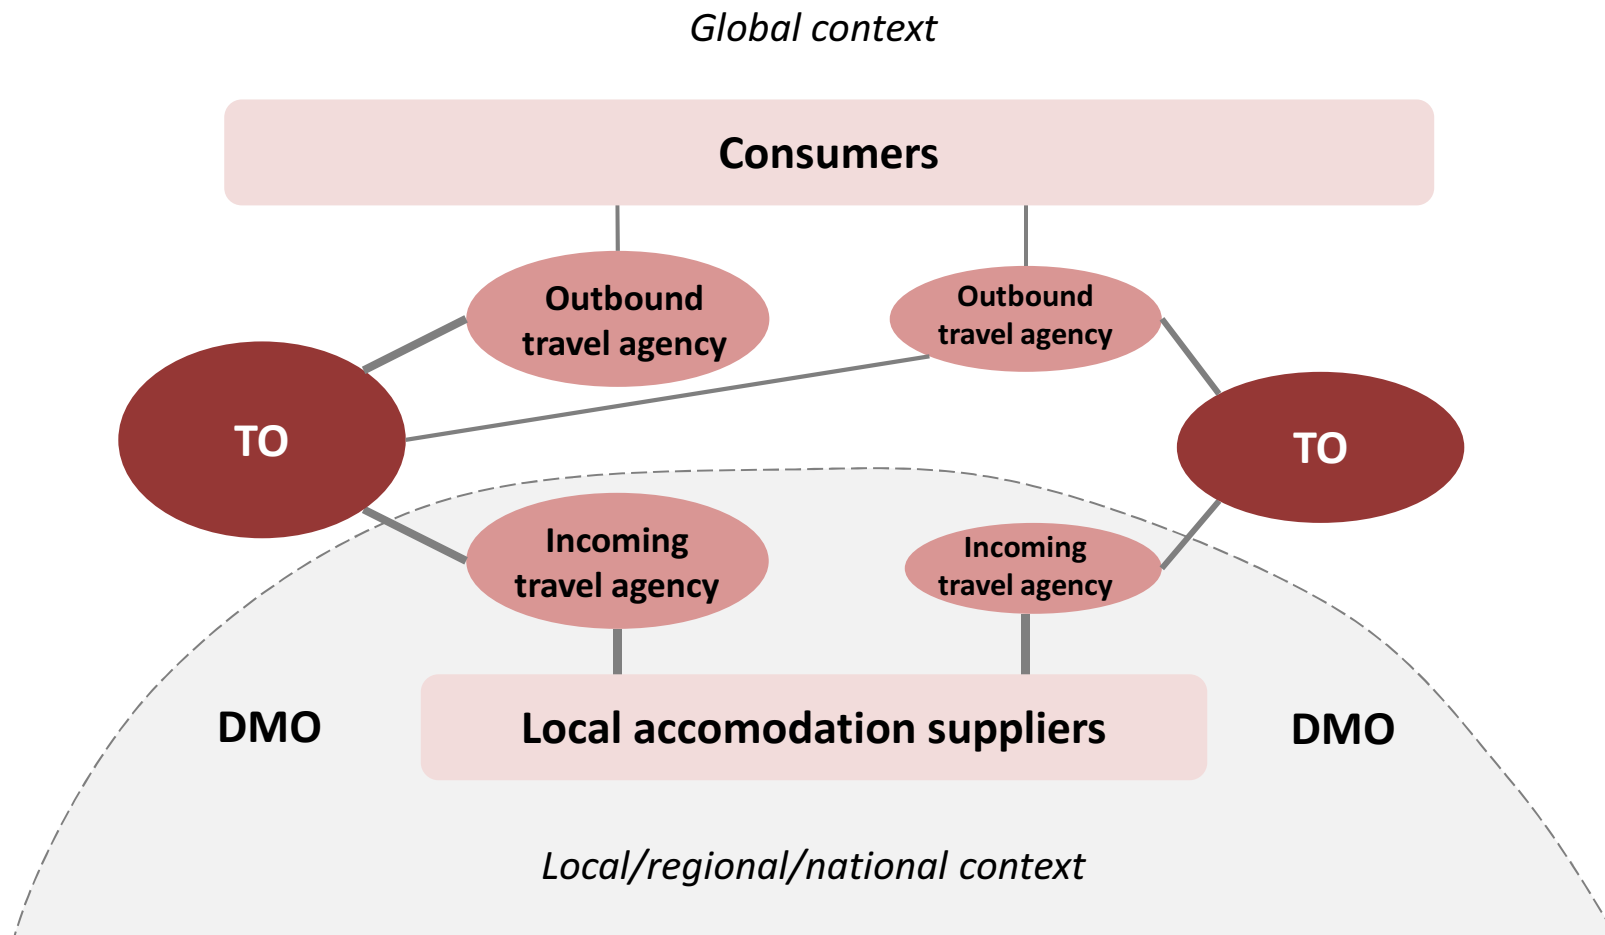 Global context
Consumers
Outbound
travel agency
Outbound
travel agency
TO
TO
Incoming
travel agency
Incoming
travel agency
DMO
Local accomodation suppliers
DMO
Local/regional/national context